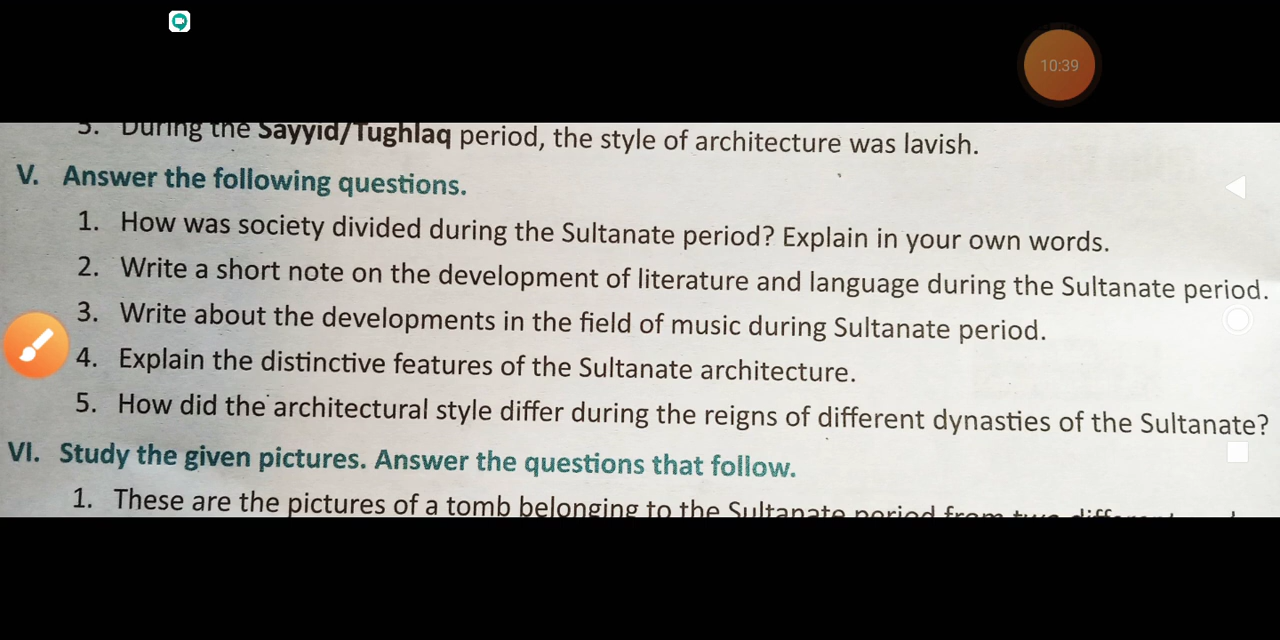 10:39
5. During the Sayyid/Tughlaq period, the style of architecture was lavish.
V. Answer the following questions.
1. How was society divided during the Sultanate period? Explain in your own words.
2. Write a short note on the development of literature and language during the Sultanate period.
3. Write about the developments in the field of music during Sultanate period.
4. Explain the distinctive features of the Sultanate architecture.
5. How did the architectural style differ during the reigns of different dynasties of the Sultanate?
VI. Study the given pictures. Answer the questions that follow.
1. These are the pictures of a tomb belonging to the Sultanate period from two